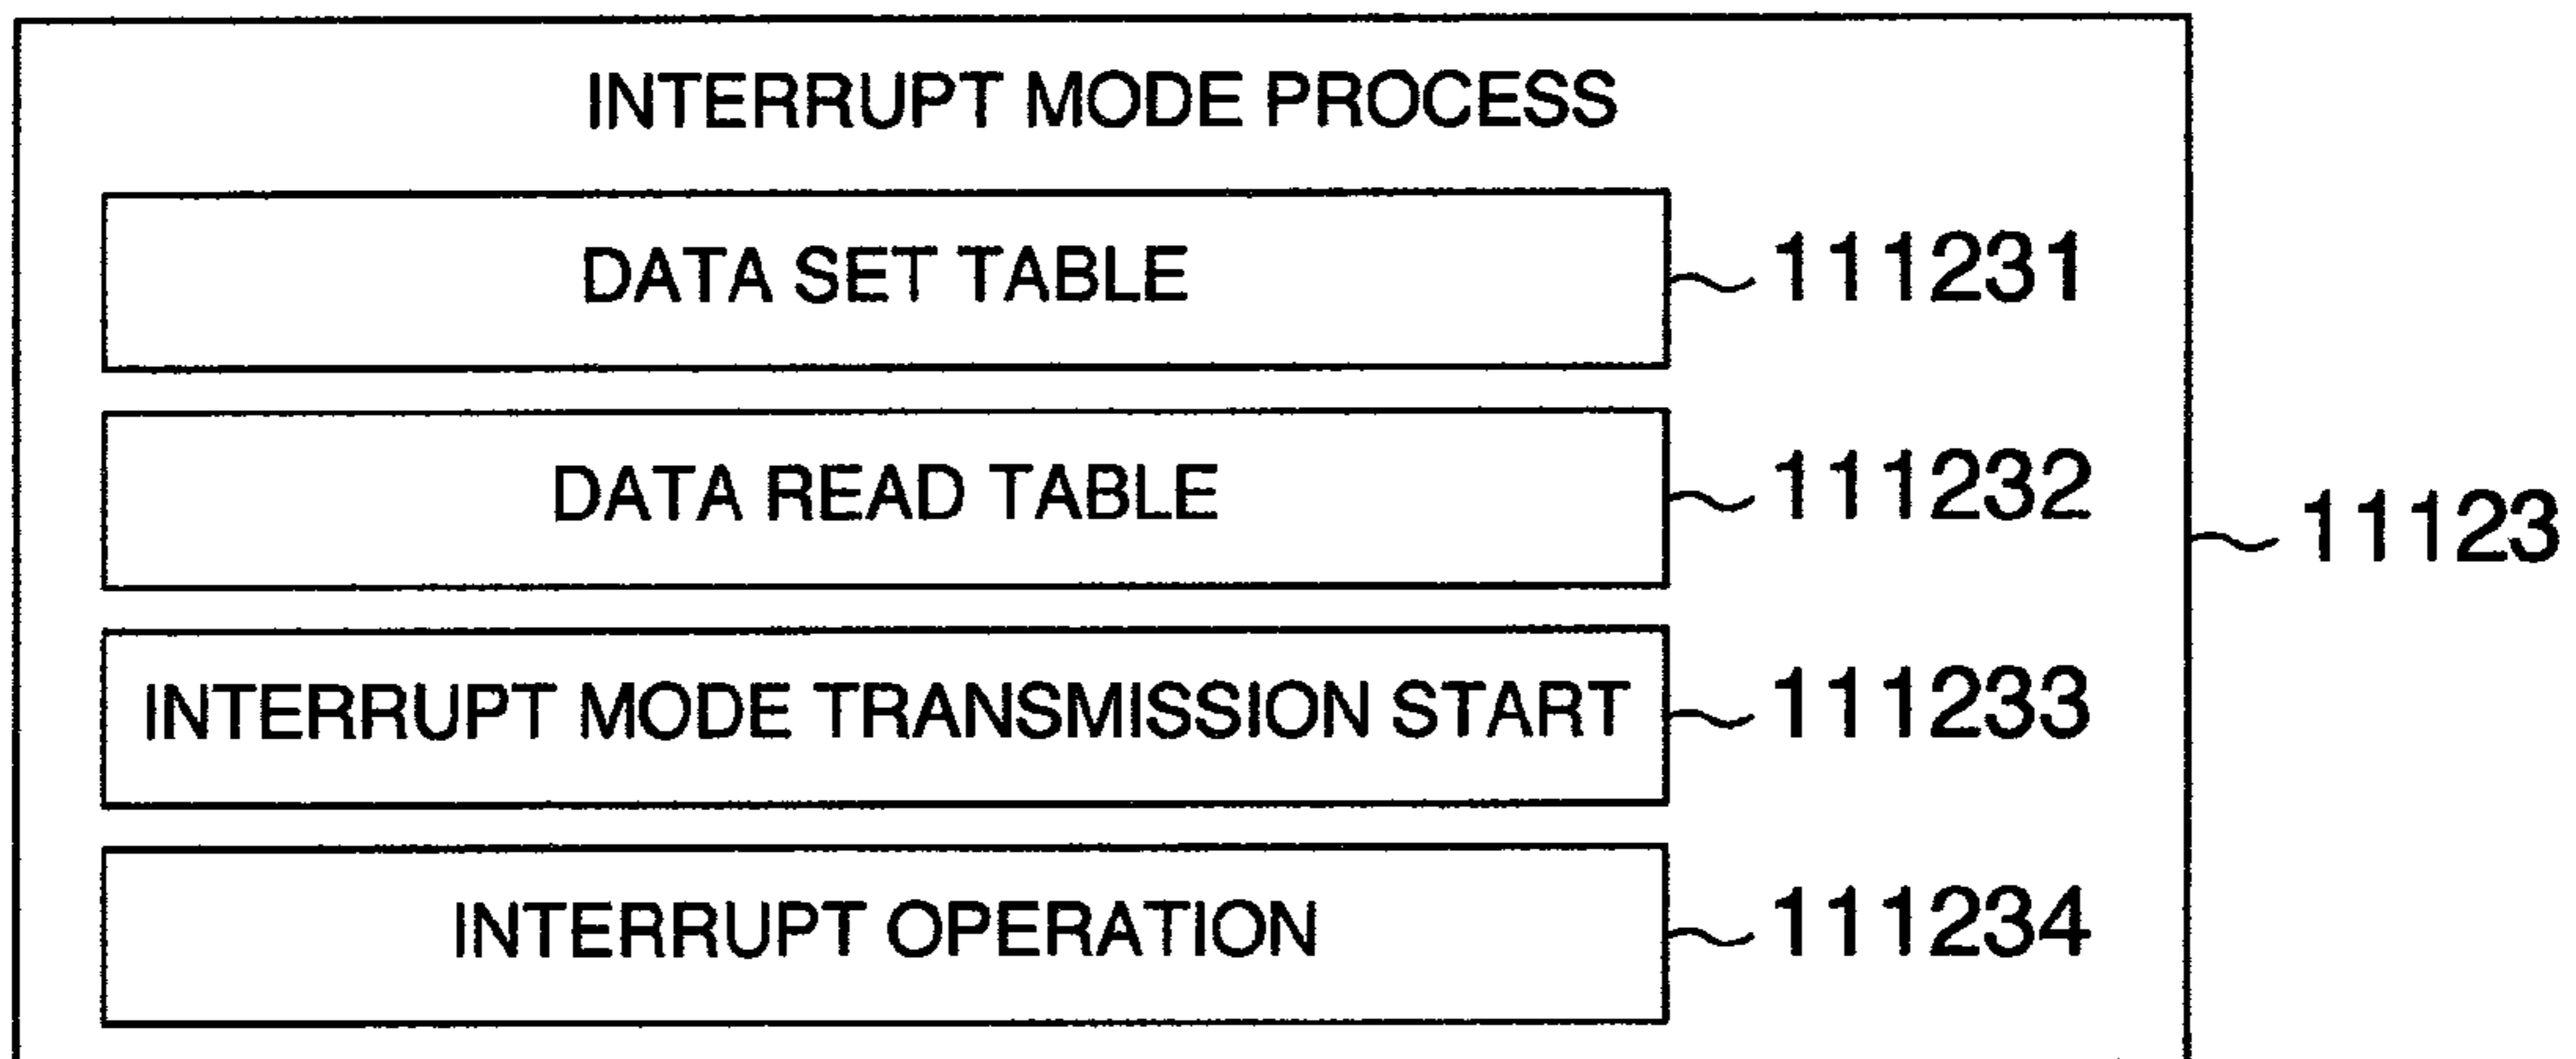 INTERRUPT MODE PROCESS
DATA SET TABLE 111231
DATA READ TABLE 111232
11123
INTERRUPT MODE TRANSMISSION START 111233
INTERRUPT OPERATION 111234